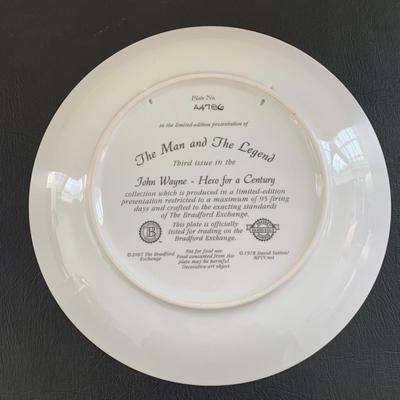 Plate No.
in the limited-edition presentation of
The Man and The Legend
Third issue in the
John Wayne - Hero for a Century
collection which is produced in a limited-edition
presentation restricted to a maximum of 95 firing
days and crafted to the exacting standards
of The Bradford Exchange.
This plate is officially
listed for trading on the
Bradford Exchange.
B
©2007 The Bradford
Exchange
Not for food use.
Food consumed from this
plate may be harmful.
Decorative art object.
©1978 David Sutton/
MPTV.net